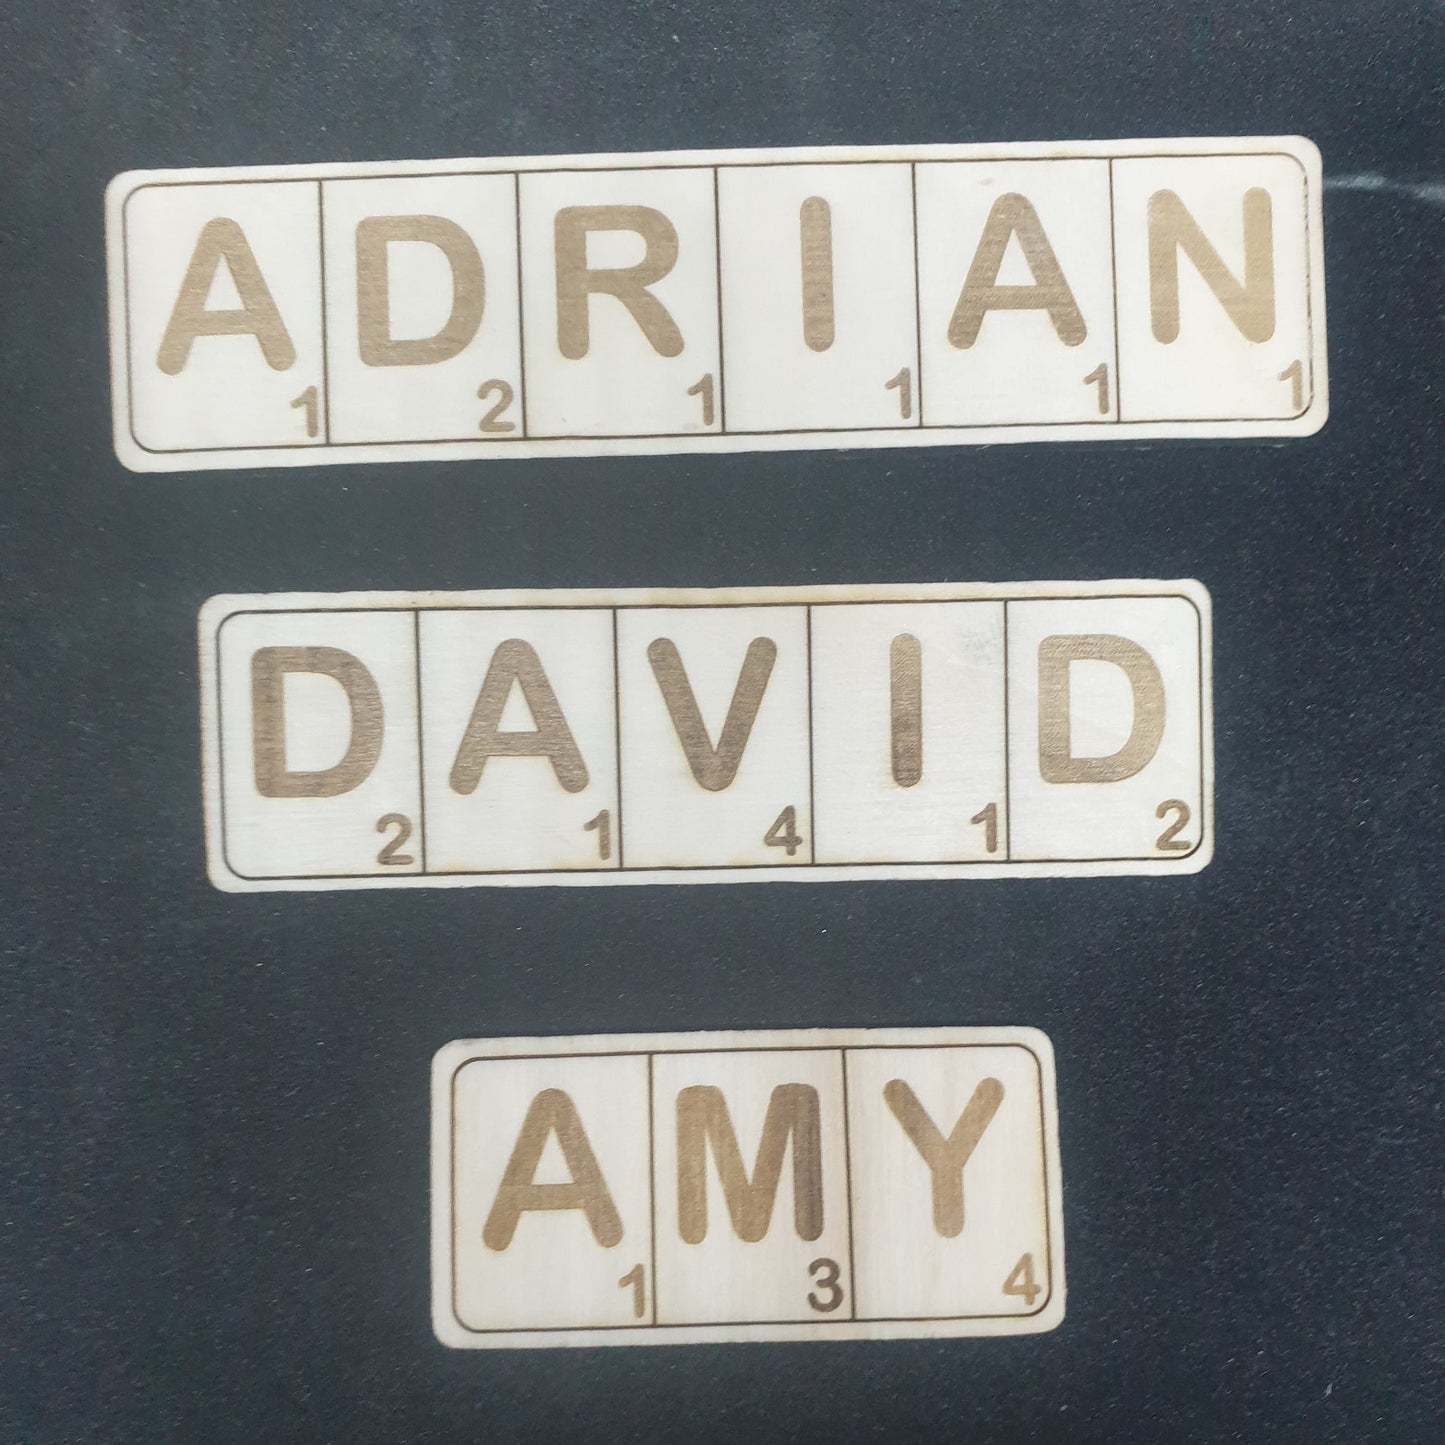 ADRIAN
1 2 1 1 1 1
DAVID
2 1 4 1 2
AMY
1 3 4